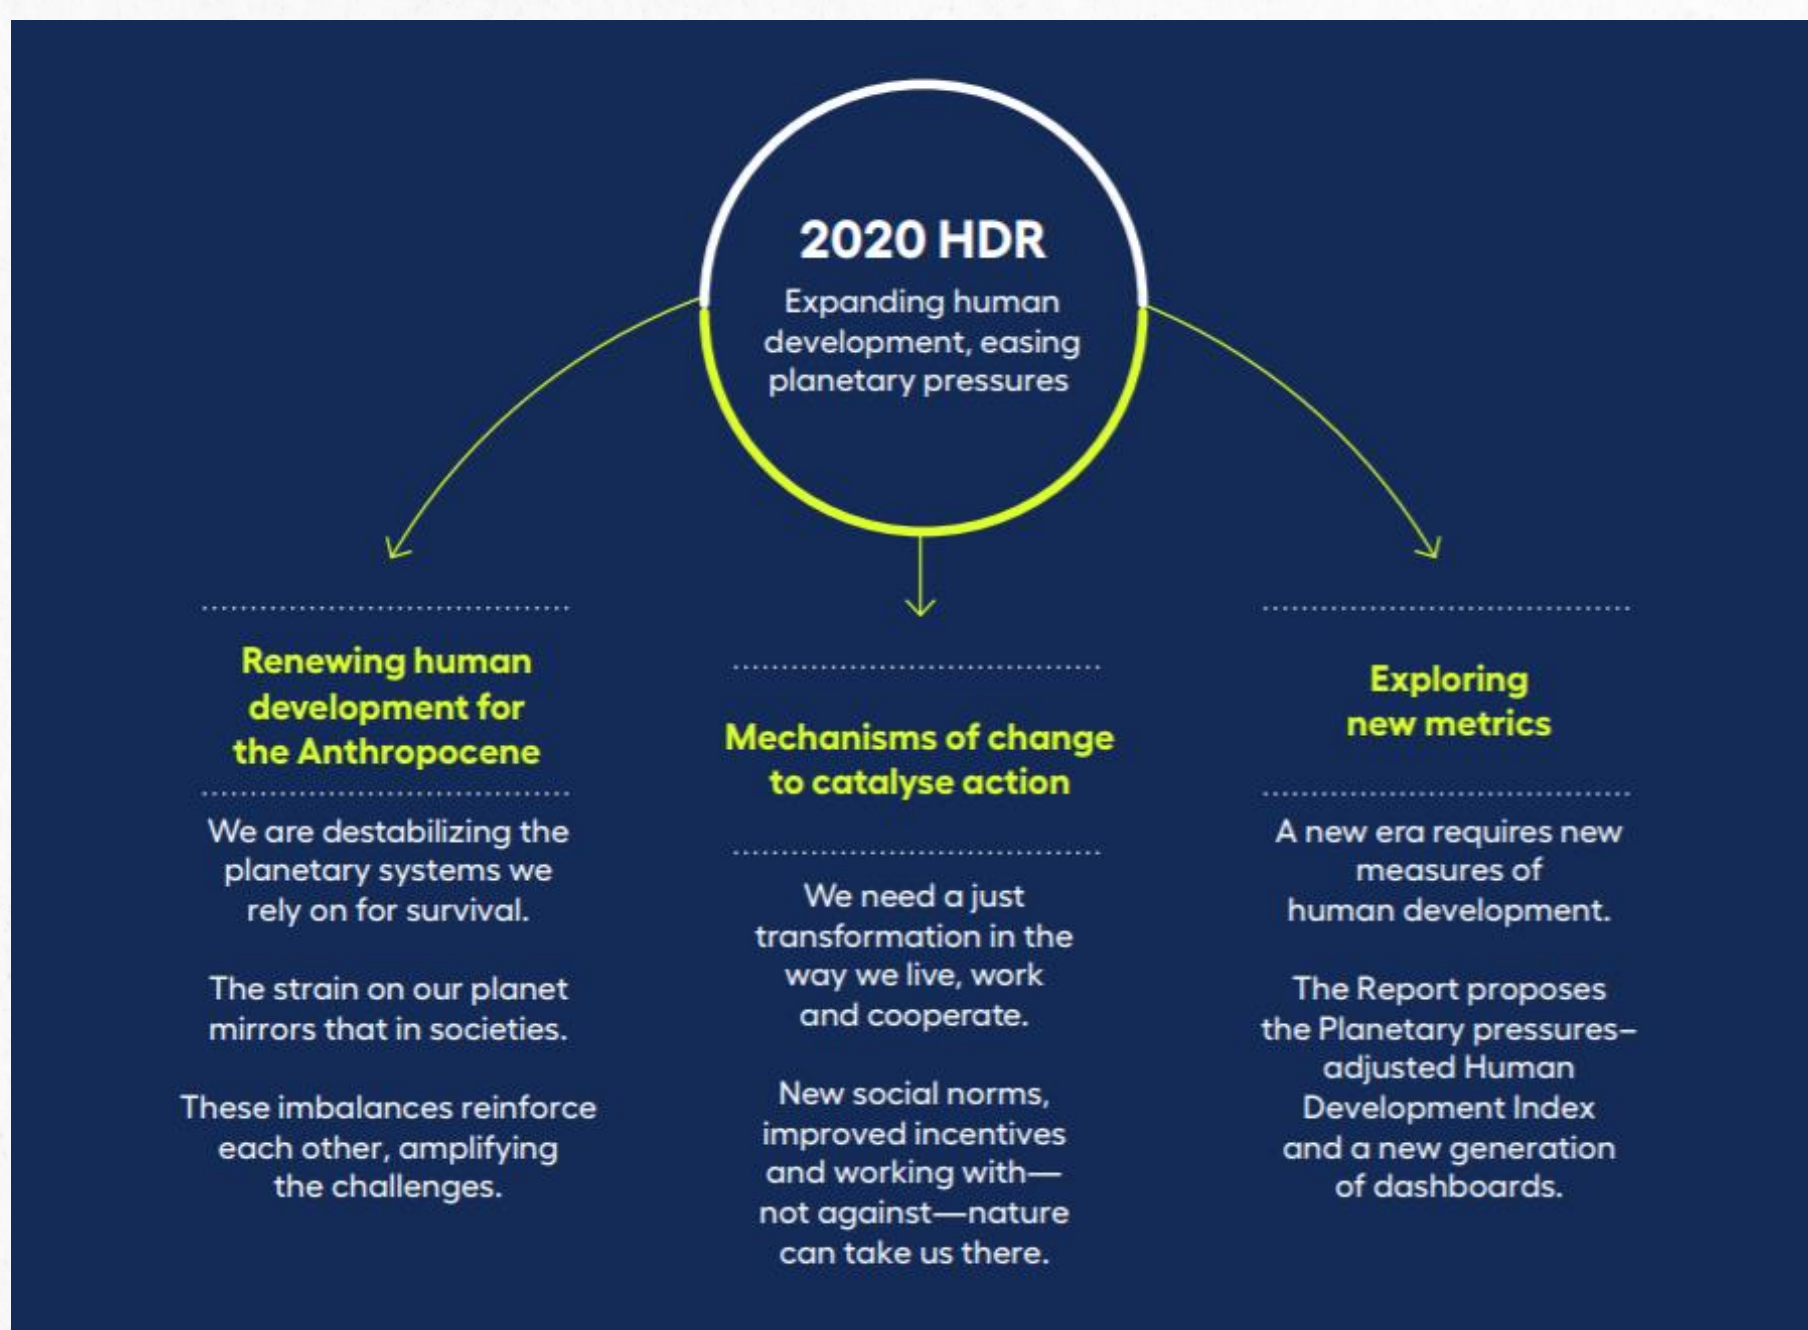 2020 HDR
Expanding human
development, easing
planetary pressures
Renewing human
development for
the Anthropocene
We are destabilizing the
planetary systems we
rely on for survival.
The strain on our planet
mirrors that in societies.
These imbalances reinforce
each other, amplifying
the challenges.
Mechanisms of change
to catalyse action
We need a just
transformation in the
way we live, work
and cooperate.
New social norms,
improved incentives
and working with—
not against—nature
can take us there.
Exploring
new metrics
A new era requires new
measures of
human development.
The Report proposes
the Planetary pressures–
adjusted Human
Development Index
and a new generation
of dashboards.